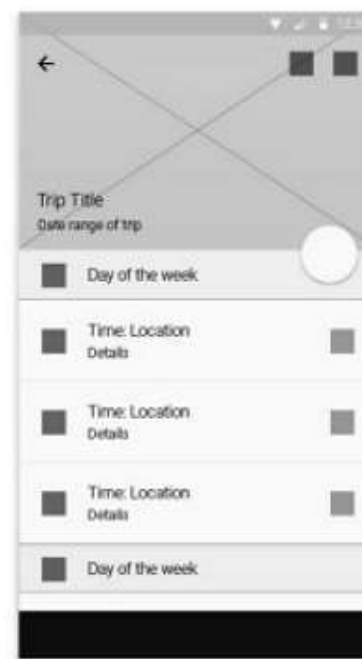 Trip Title
Date range of trip
Day of the week
Time: Location
Details
Time: Location
Details
Time: Location
Details
Day of the week